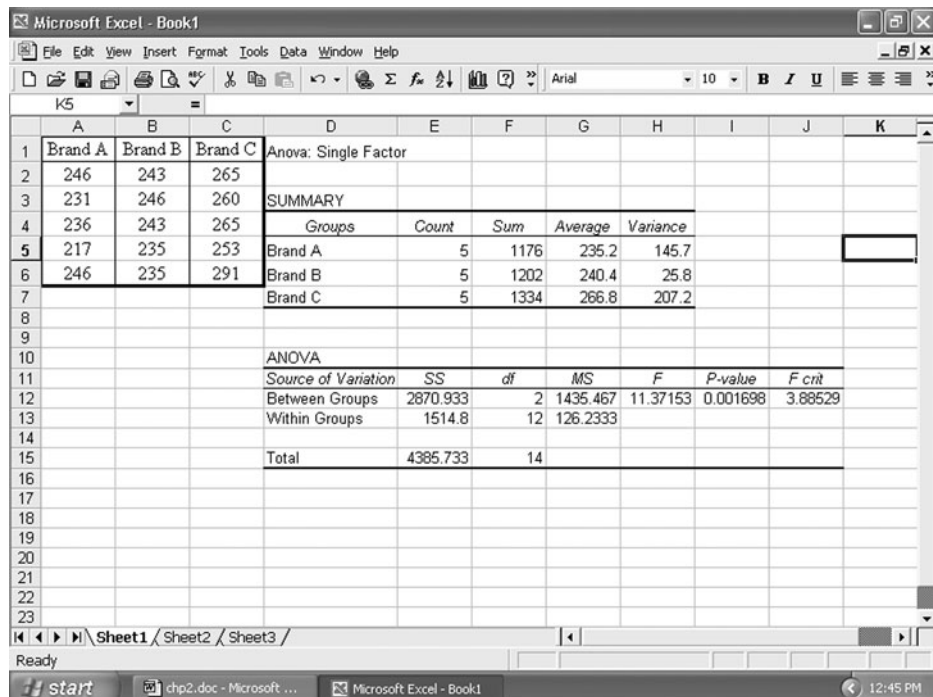 Microsoft Excel - Book1
File Edit View Insert Format Tools Data Window Help
Arial 10 B I U
K5 =
A B C D E F G H I J K
1 Brand A Brand B Brand C Anova: Single Factor
2 246 243 265
3 231 246 260 SUMMARY
4 236 243 265 Groups Count Sum Average Variance
5 217 235 253 Brand A 5 1176 235.2 145.7
6 246 235 291 Brand B 5 1202 240.4 25.8
7 Brand C 5 1334 266.8 207.2
8
9
10 ANOVA
11 Source of Variation SS df MS F P-value F crit
12 Between Groups 2870.933 2 1435.467 11.37153 0.001698 3.88529
13 Within Groups 1514.8 12 126.2333
14
15 Total 4385.733 14
16
17
18
19
20
21
22
23
Sheet1 / Sheet2 / Sheet3 /
Ready
start chp2.doc - Microsoft ... Microsoft Excel - Book1 12:45 PM